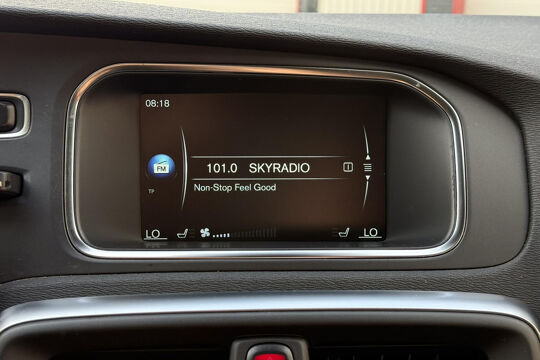 08:18
FM
TP
101.0 SKYRADIO
Non-Stop Feel Good
LO
LO